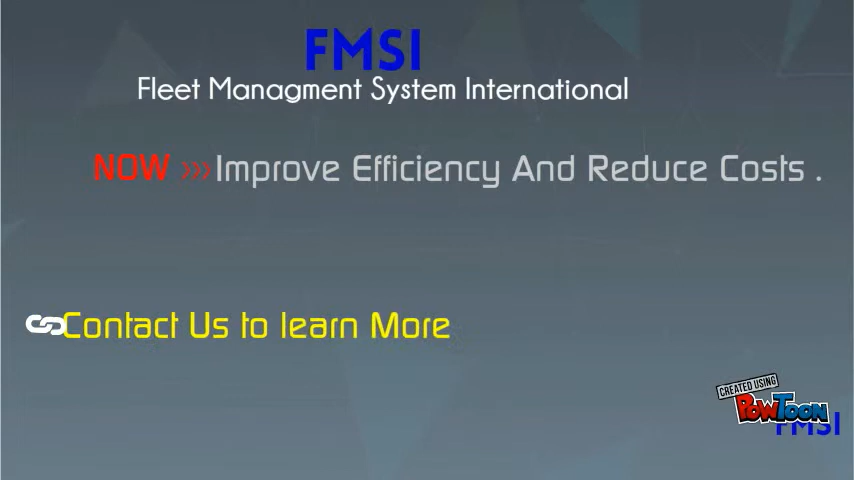 FMSI
Fleet Managment System International
NOW >>> Improve Efficiency And Reduce Costs .
Contact Us to learn More
CREATED USING
POWTOON
FMSI